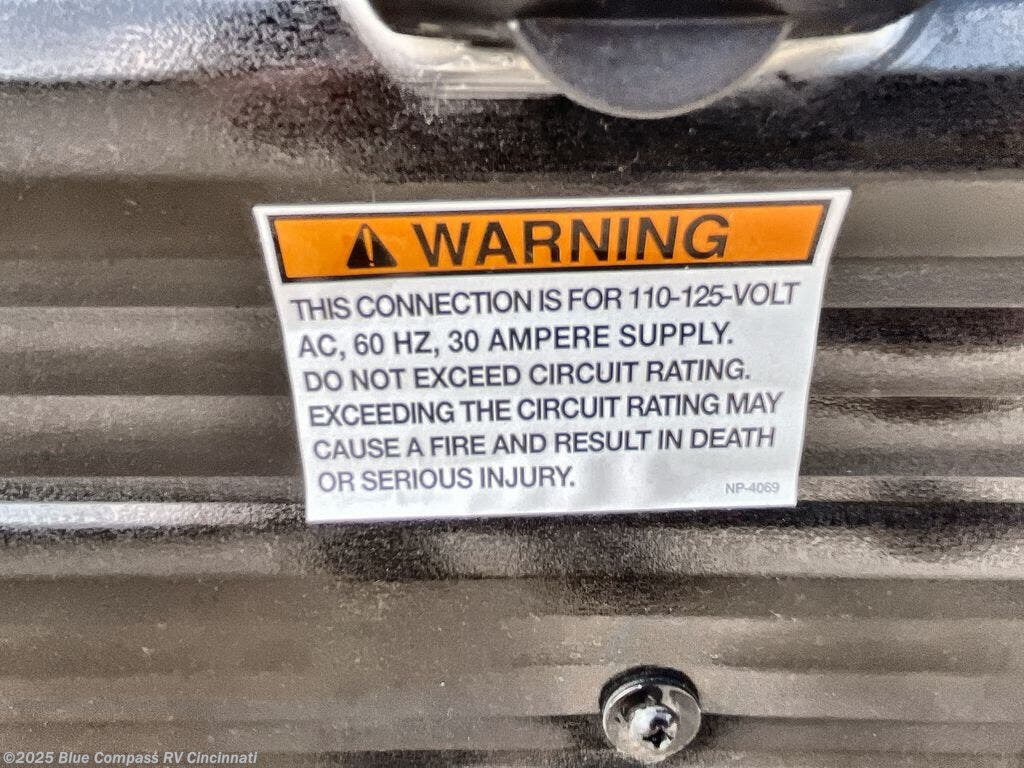 WARNING
THIS CONNECTION IS FOR 110-125-VOLT
AC, 60 HZ, 30 AMPERE SUPPLY.
DO NOT EXCEED CIRCUIT RATING.
EXCEEDING THE CIRCUIT RATING MAY
CAUSE A FIRE AND RESULT IN DEATH
OR SERIOUS INJURY.
NP-4069
©2025 Blue Compass RV Cincinnati